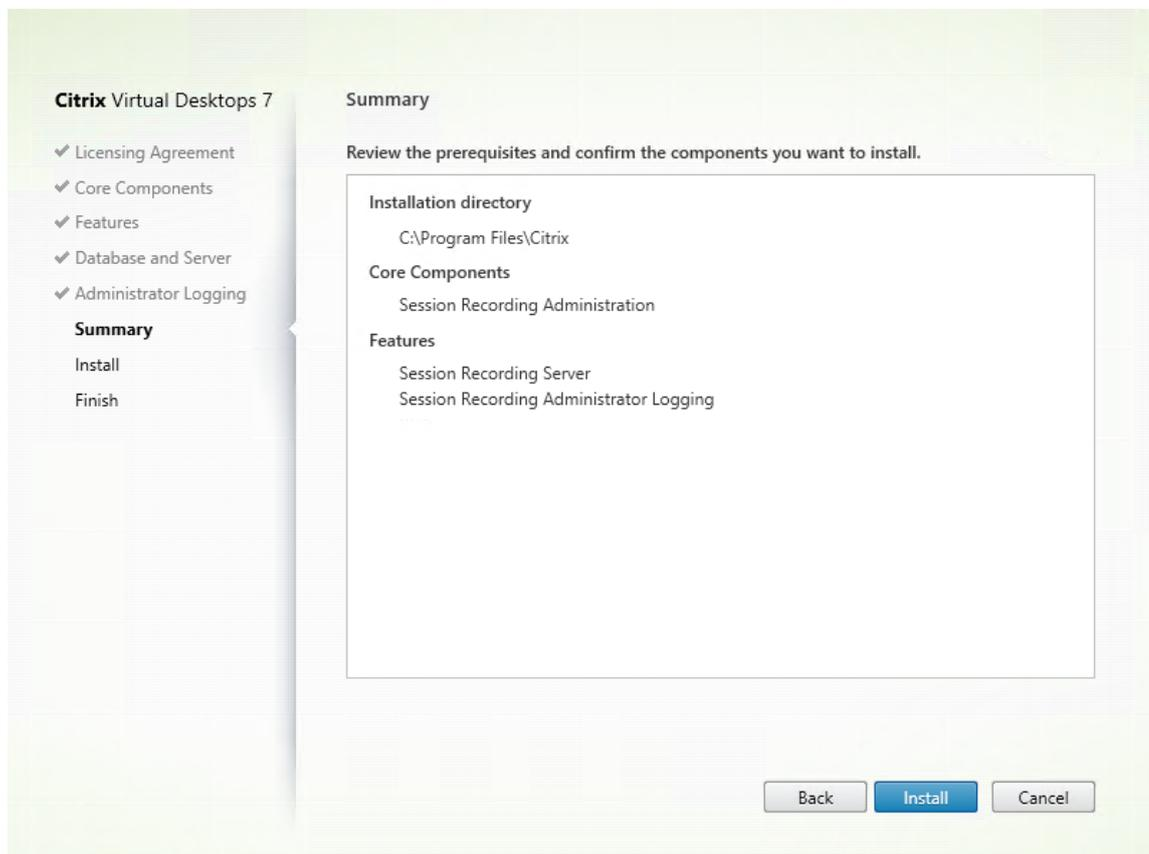 Citrix Virtual Desktops 7
Licensing Agreement
Core Components
Features
Database and Server
Administrator Logging
Summary
Install
Finish
Summary
Review the prerequisites and confirm the components you want to install.
Installation directory
C:\Program Files\Citrix
Core Components
Session Recording Administration
Features
Session Recording Server
Session Recording Administrator Logging
Back
Install
Cancel